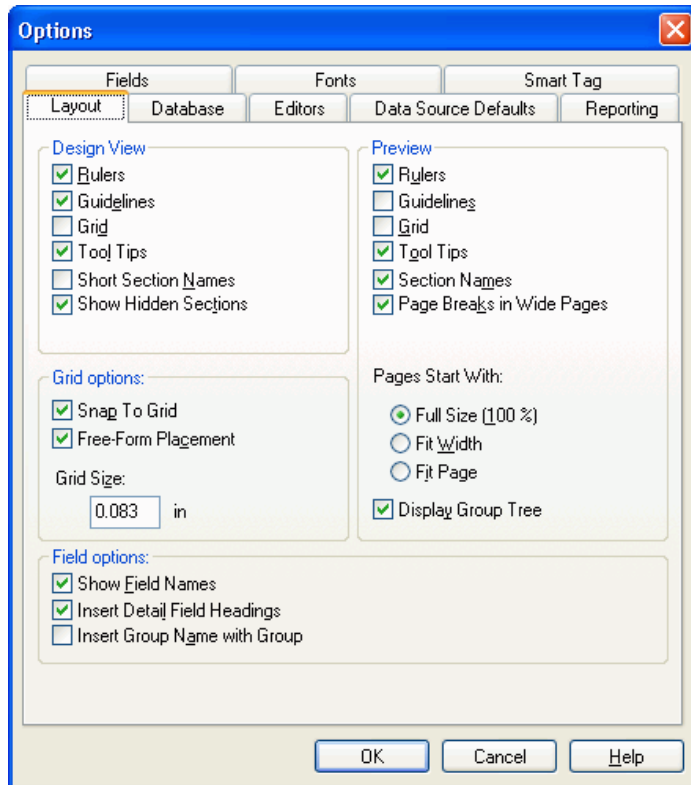 Options
Fields Fonts Smart Tag
Layout Database Editors Data Source Defaults Reporting
Design View
Rulers
Guidelines
Grid
Tool Tips
Short Section Names
Show Hidden Sections
Preview
Rulers
Guidelines
Grid
Tool Tips
Section Names
Page Breaks in Wide Pages
Grid options:
Snap To Grid
Free-Form Placement
Grid Size:
0.083 in
Pages Start With:
Full Size (100 %)
Fit Width
Fit Page
Display Group Tree
Field options:
Show Field Names
Insert Detail Field Headings
Insert Group Name with Group
OK Cancel Help